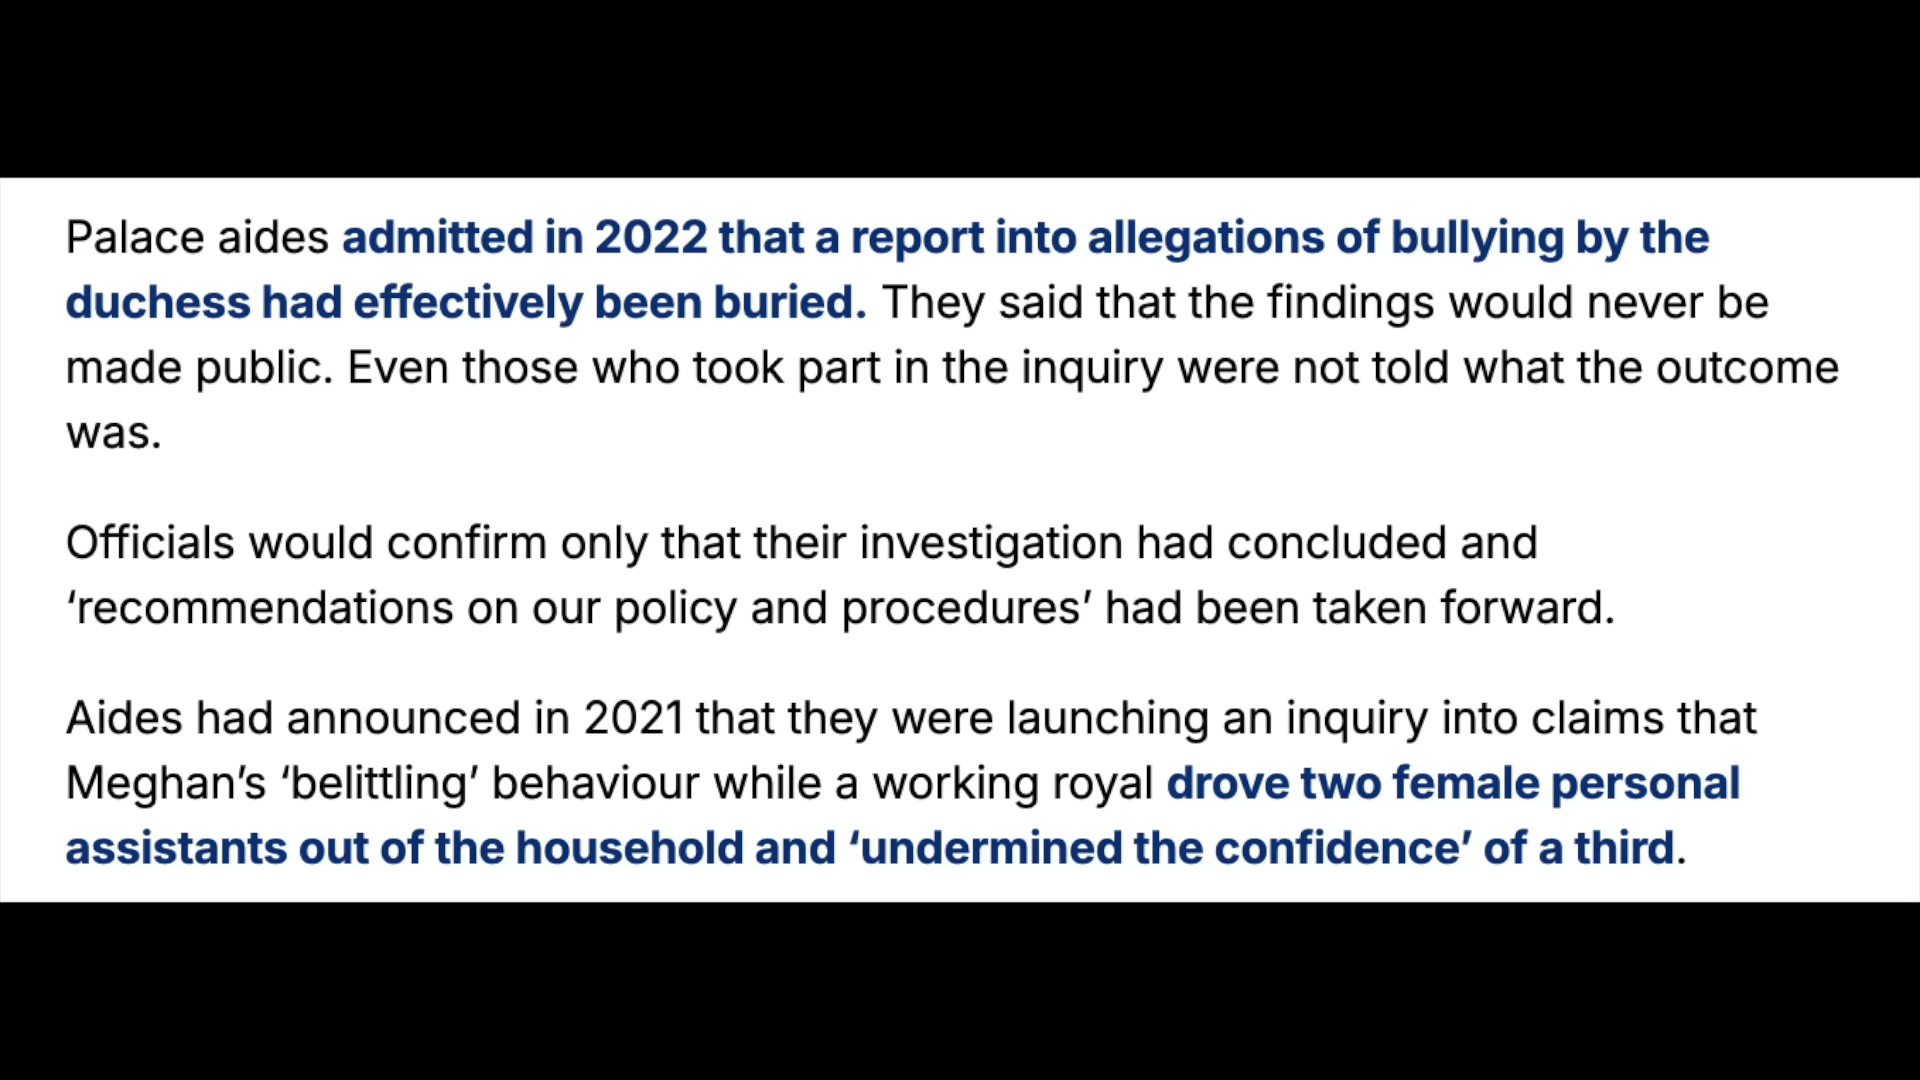 Palace aides admitted in 2022 that a report into allegations of bullying by the
duchess had effectively been buried. They said that the findings would never be
made public. Even those who took part in the inquiry were not told what the outcome
was.
Officials would confirm only that their investigation had concluded and
‘recommendations on our policy and procedures’ had been taken forward.
Aides had announced in 2021 that they were launching an inquiry into claims that
Meghan’s ‘belittling’ behaviour while a working royal drove two female personal
assistants out of the household and ‘undermined the confidence’ of a third.